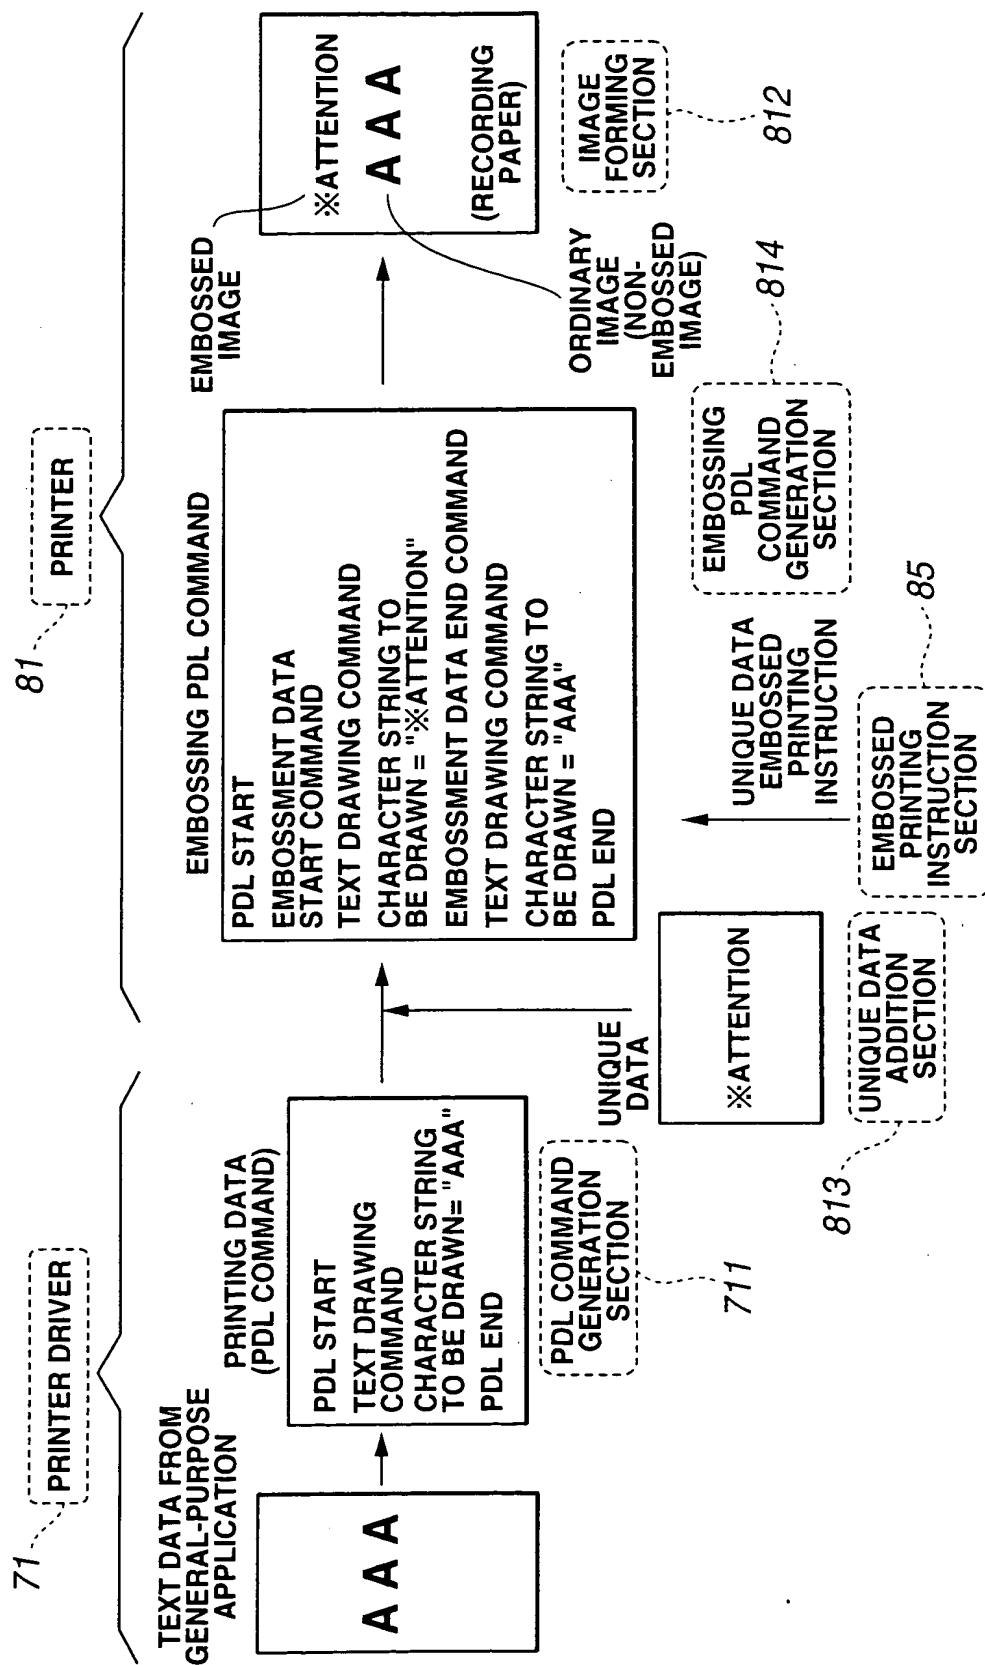 71
PRINTER DRIVER
TEXT DATA FROM
GENERAL-PURPOSE
APPLICATION
A A A
PRINTING DATA
(PDL COMMAND)
PDL START
TEXT DRAWING
COMMAND
CHARACTER STRING
TO BE DRAWN= "AAA"
PDL END
PDL COMMAND
GENERATION
SECTION
711
UNIQUE
DATA
※ATTENTION
UNIQUE DATA
ADDITION
SECTION
813
81
PRINTER
EMBOSSING PDL COMMAND
PDL START
EMBOSSMENT DATA
START COMMAND
TEXT DRAWING COMMAND
CHARACTER STRING TO
BE DRAWN = "※ATTENTION"
EMBOSSMENT DATA END COMMAND
TEXT DRAWING COMMAND
CHARACTER STRING TO
BE DRAWN = "AAA"
PDL END
UNIQUE DATA
EMBOSSED
PRINTING
INSTRUCTION
EMBOSSED
PRINTING
INSTRUCTION
SECTION
85
EMBOSSING
PDL
COMMAND
GENERATION
SECTION
814
EMBOSSED
IMAGE
※ATTENTION
A A A
(RECORDING
PAPER)
ORDINARY
IMAGE
(NON-
EMBOSSED
IMAGE)
IMAGE
FORMING
SECTION
812